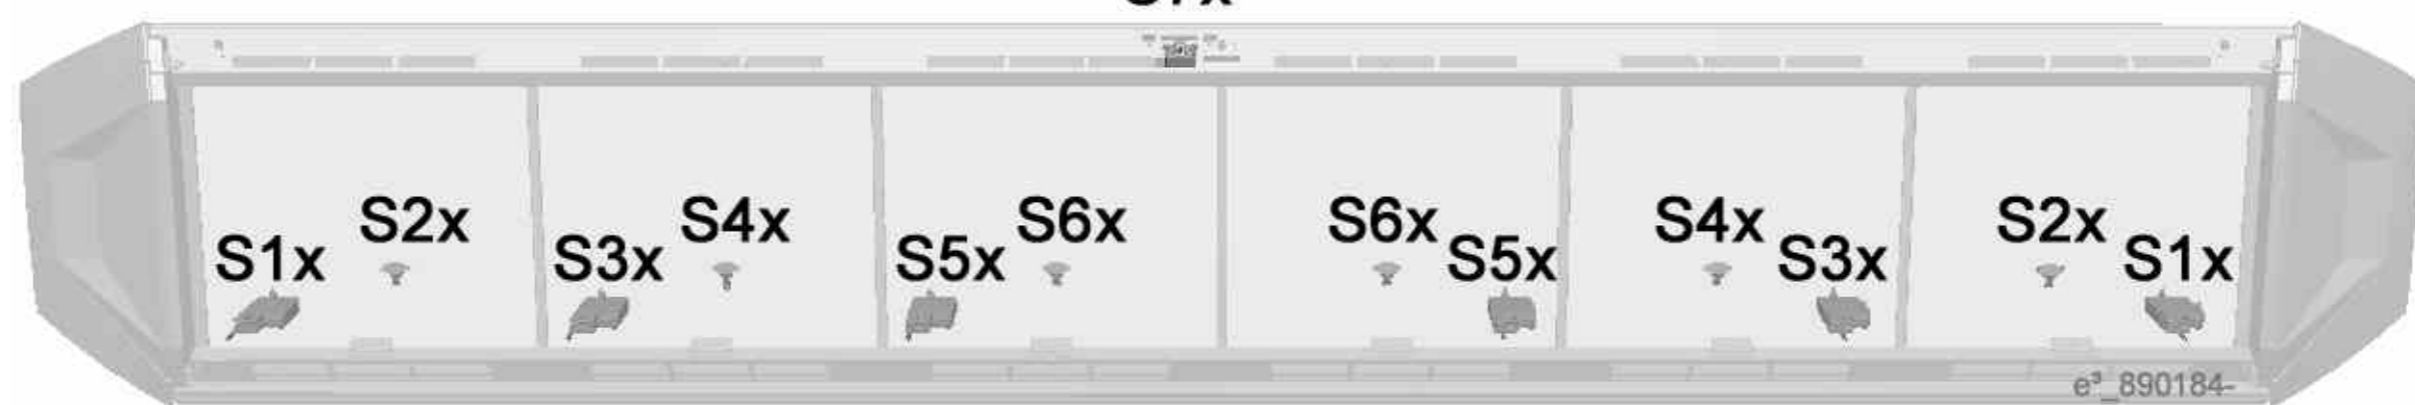 S2x S4x S6x S6x S4x S2x
S1x S3x S5x S5x S3x S1x
e³_890184-